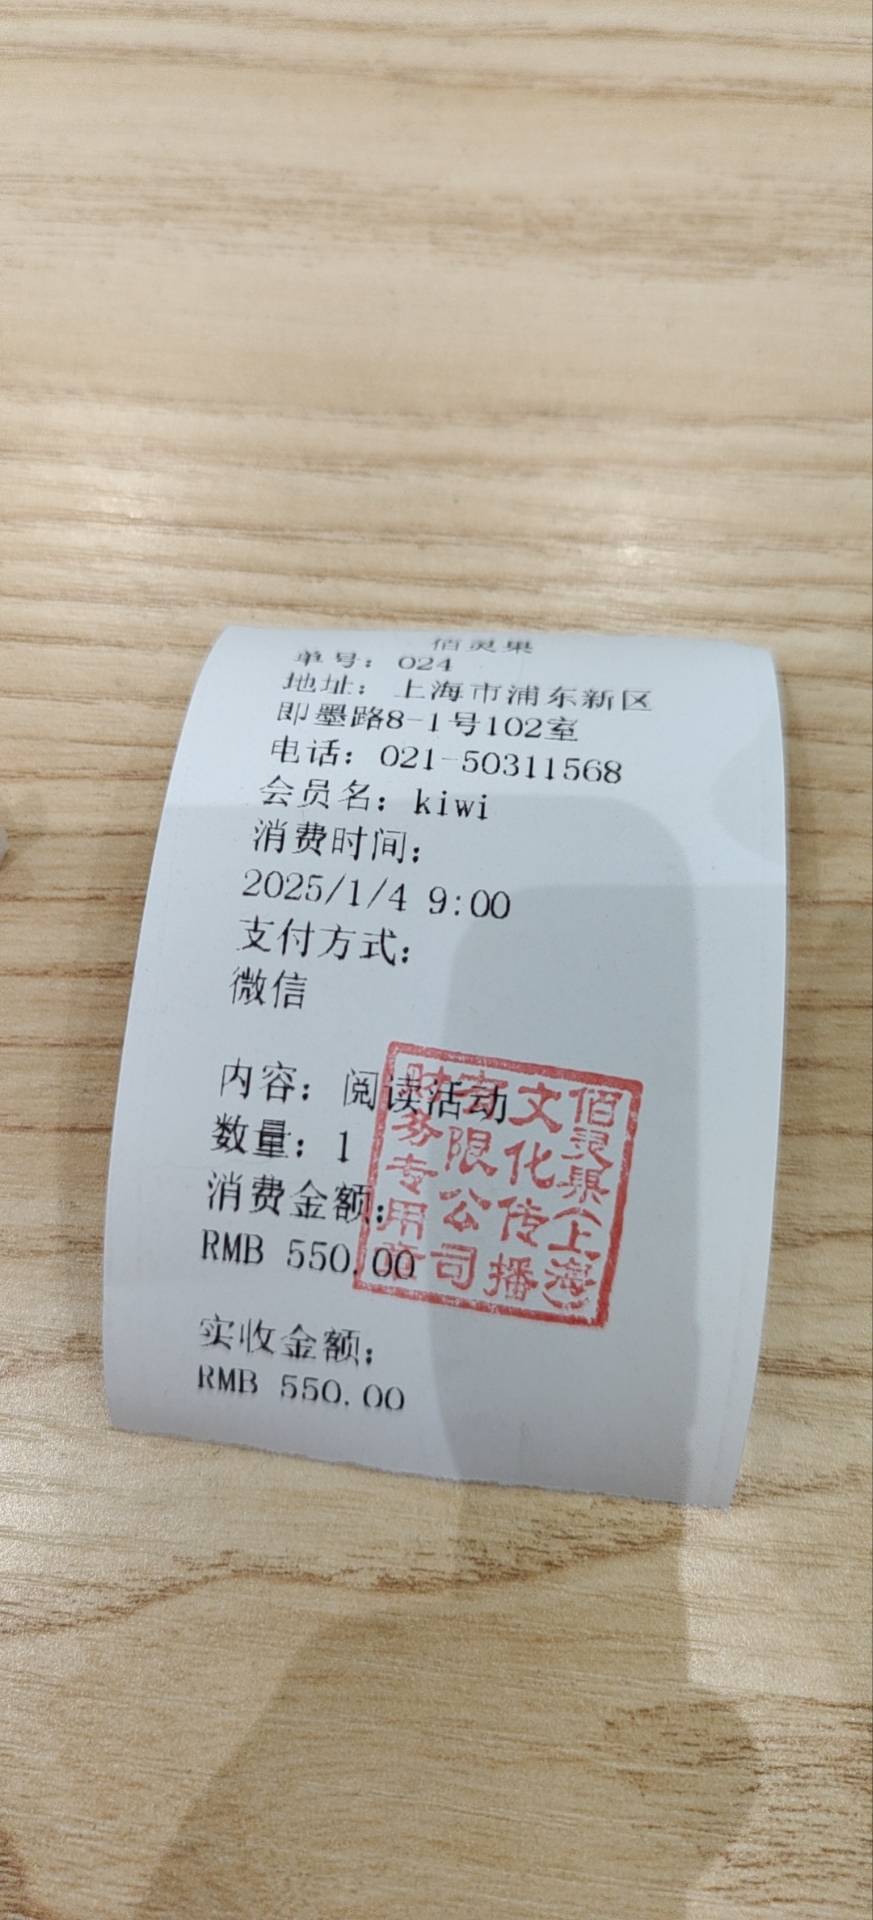 佰灵果
单号：024
地址：上海市浦东新区
即墨路8-1号102室
电话：021-50311568
会员名：kiwi
消费时间：
2025/1/4 9:00
支付方式：
微信
内容：阅读活动
数量：1
消费金额：
RMB 550.00
实收金额：
RMB 550.00
佰灵果(上海)
文化传播
有限公司
财务专用章